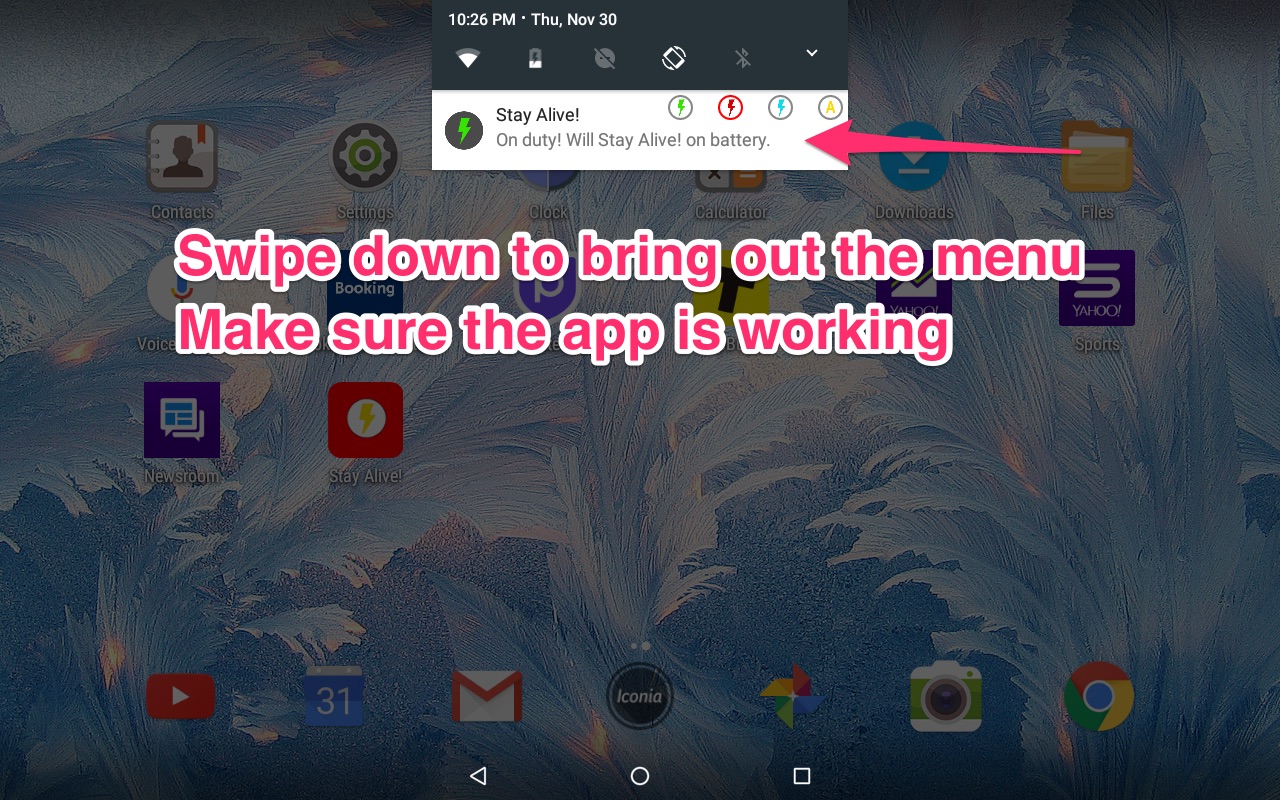 10:26 PM • Thu, Nov 30
Stay Alive!
A
On duty! Will Stay Alive! on battery.
Contacts
Settings
Clock
Calculator
Downloads
Files
Swipe down to bring out the menu
Booking
YAHOO!
YAHOO!
Make sure the app is working
Voice
Sports
Newsroom
Stay Alive!
31
Iconia